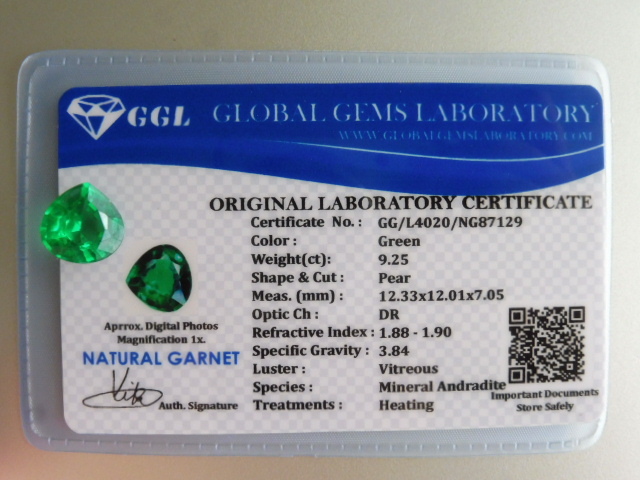 GGL GLOBAL GEMS LABORATORY
WWW.GLOBALGEMSLABORATORY.COM
ORIGINAL LABORATORY CERTIFICATE
Certificate No. : GG/L4020/NG87129
Color : Green
Weight(ct): 9.25
Shape & Cut : Pear
Meas. (mm) : 12.33x12.01x7.05
Optic Ch : DR
Refractive Index : 1.88 - 1.90
Specific Gravity : 3.84
Luster : Vitreous
Species : Mineral Andradite
Treatments : Heating
Aprrox. Digital Photos
Magnification 1x.
NATURAL GARNET
Auth. Signature
Important Documents
Store Safely